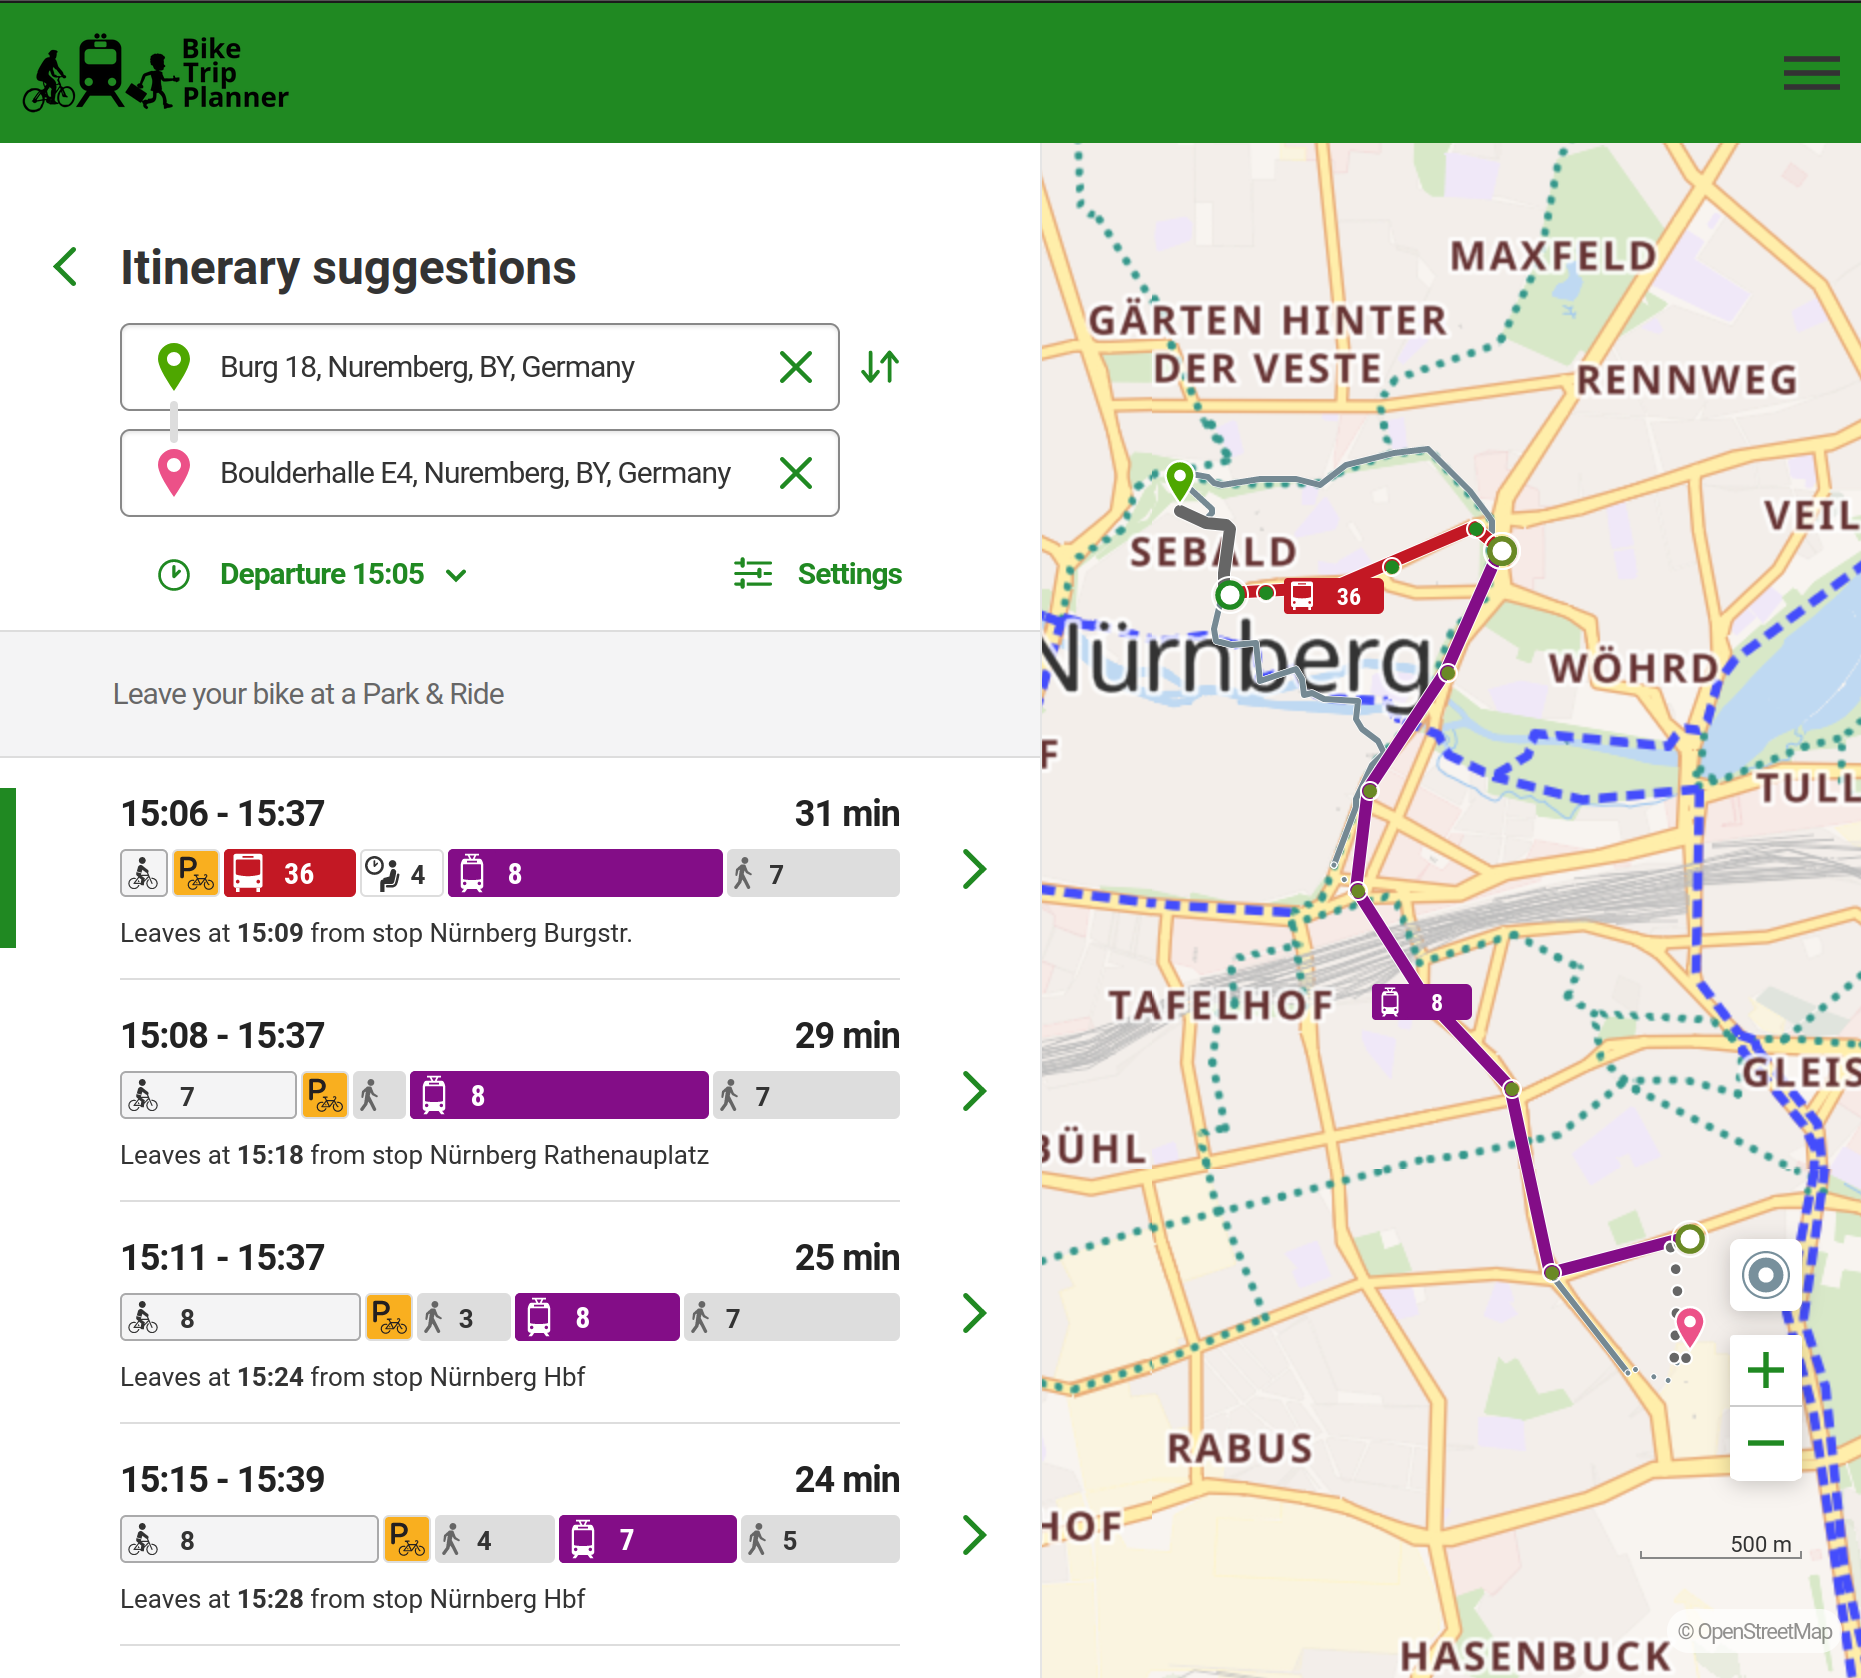 Bike
Trip
Planner
Itinerary suggestions
Burg 18, Nuremberg, BY, Germany
Boulderhalle E4, Nuremberg, BY, Germany
Departure 15:05
Settings
Leave your bike at a Park & Ride
15:06 - 15:37 31 min
P 36 4 8 7
Leaves at 15:09 from stop Nürnberg Burgstr.
15:08 - 15:37 29 min
7 P 8 7
Leaves at 15:18 from stop Nürnberg Rathenauplatz
15:11 - 15:37 25 min
8 P 3 8 7
Leaves at 15:24 from stop Nürnberg Hbf
15:15 - 15:39 24 min
8 P 4 7 5
Leaves at 15:28 from stop Nürnberg Hbf
MAXFELD
GÄRTEN HINTER
DER VESTE
RENNWEG
VEIL
SEBALD
36
Nürnberg
WÖHRD
F
TULL
TAFELHOF
8
GLEIS
BÜHL
RABUS
HOF
500 m
© OpenStreetMap
HASENBUCK